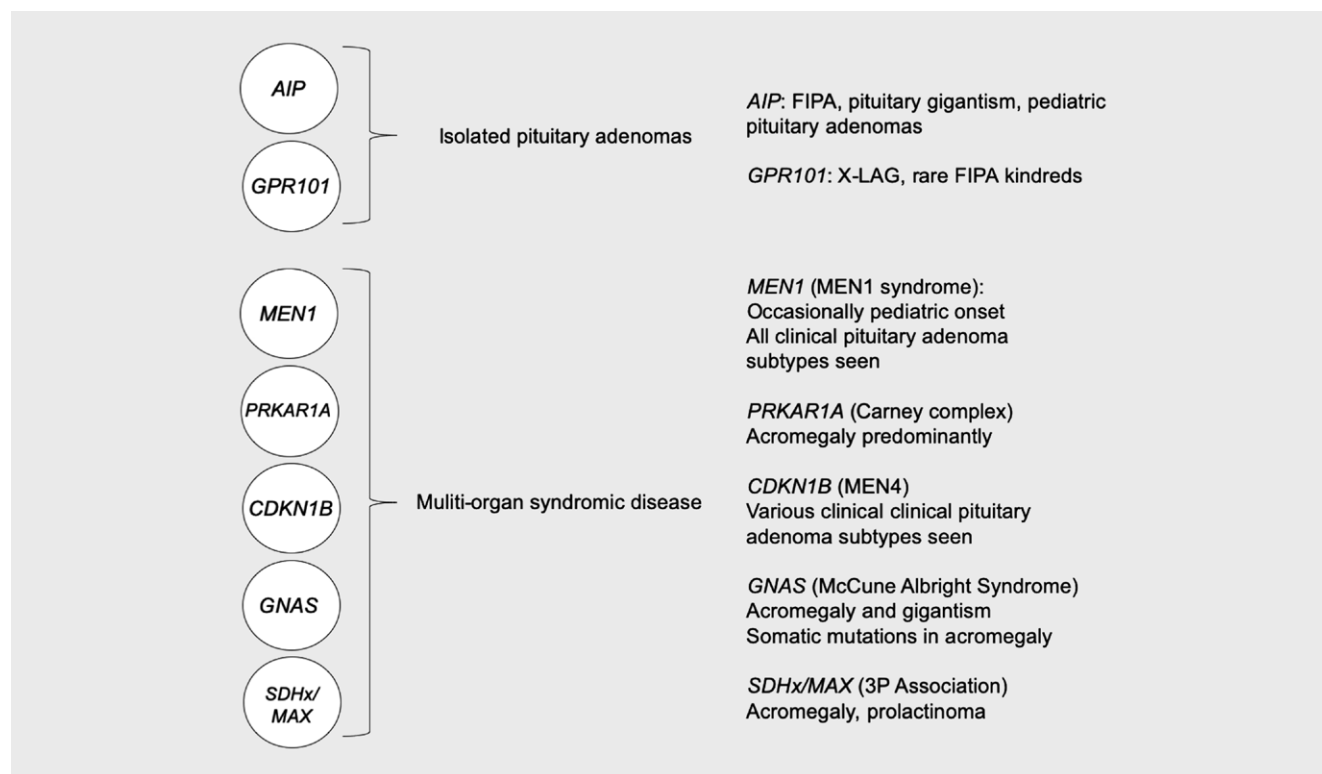 AIP
GPR101
Isolated pituitary adenomas
AIP: FIPA, pituitary gigantism, pediatric
pituitary adenomas
GPR101: X-LAG, rare FIPA kindreds
MEN1
PRKAR1A
CDKN1B
GNAS
SDHx/
MAX
Muliti-organ syndromic disease
MEN1 (MEN1 syndrome):
Occasionally pediatric onset
All clinical pituitary adenoma
subtypes seen
PRKAR1A (Carney complex)
Acromegaly predominantly
CDKN1B (MEN4)
Various clinical clinical pituitary
adenoma subtypes seen
GNAS (McCune Albright Syndrome)
Acromegaly and gigantism
Somatic mutations in acromegaly
SDHx/MAX (3P Association)
Acromegaly, prolactinoma